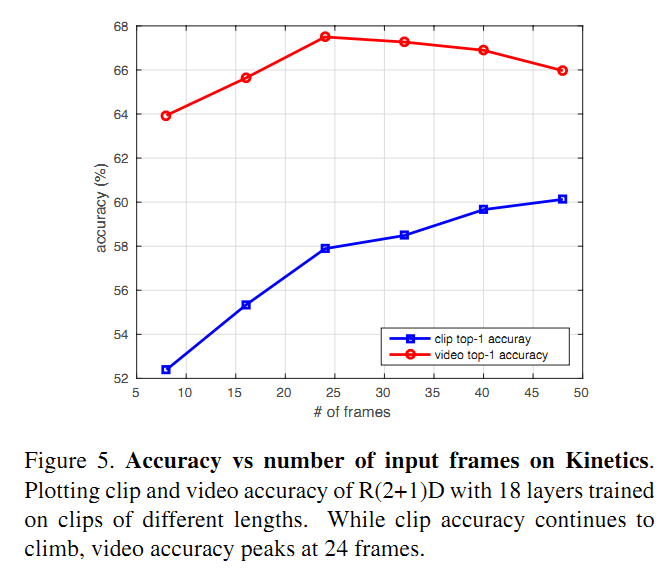 68
66
64
62
60
58
56
54
52
accuracy (%)
5
10
15
20
25
30
35
40
45
50
# of frames
clip top-1 accuray
video top-1 accuracy
Figure 5. Accuracy vs number of input frames on Kinetics.
Plotting clip and video accuracy of R(2+1)D with 18 layers trained
on clips of different lengths. While clip accuracy continues to
climb, video accuracy peaks at 24 frames.